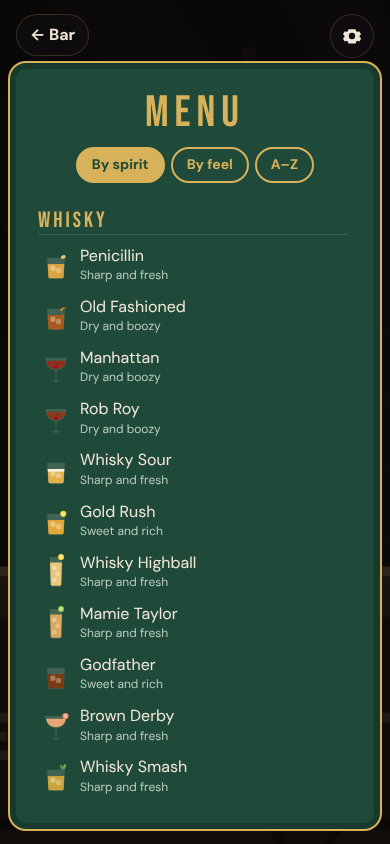 ← Bar
MENU
By spirit
By feel
A–Z
WHISKY
Penicillin
Sharp and fresh
Old Fashioned
Dry and boozy
Manhattan
Dry and boozy
Rob Roy
Dry and boozy
Whisky Sour
Sharp and fresh
Gold Rush
Sweet and rich
Whisky Highball
Sharp and fresh
Mamie Taylor
Sharp and fresh
Godfather
Sweet and rich
Brown Derby
Sharp and fresh
Whisky Smash
Sharp and fresh